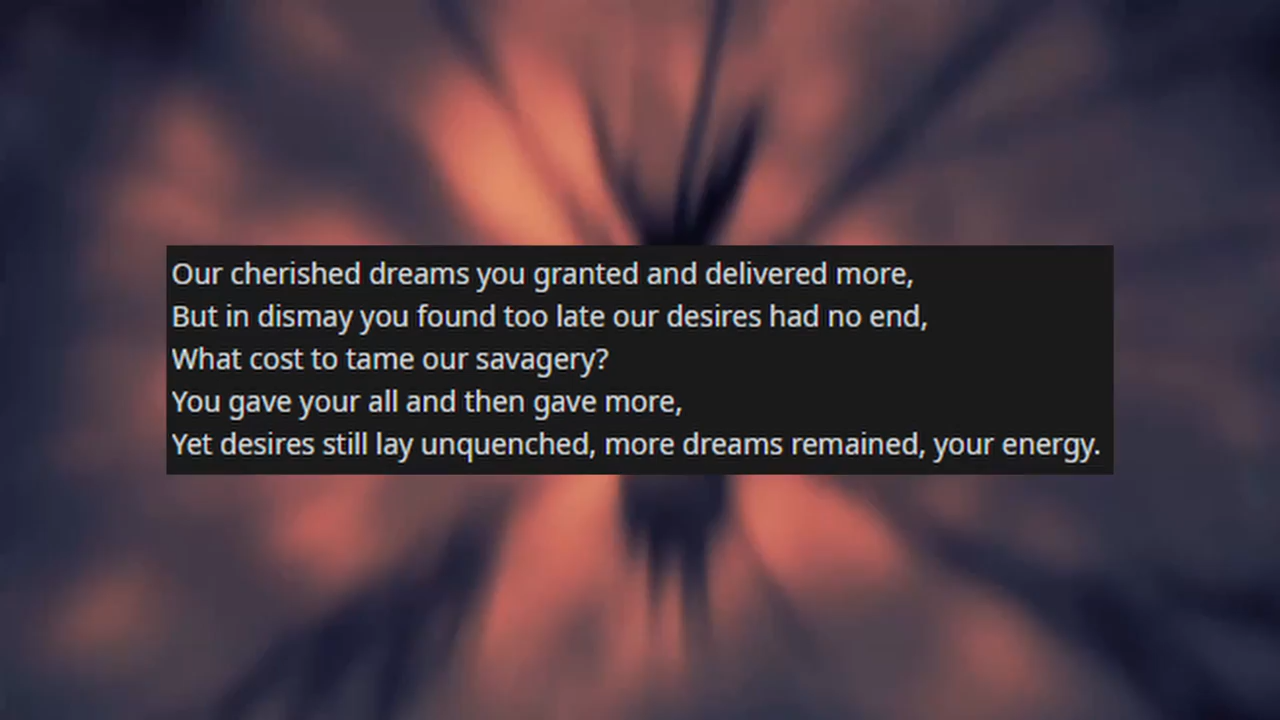 Our cherished dreams you granted and delivered more,
But in dismay you found too late our desires had no end,
What cost to tame our savagery?
You gave your all and then gave more,
Yet desires still lay unquenched, more dreams remained, your energy.